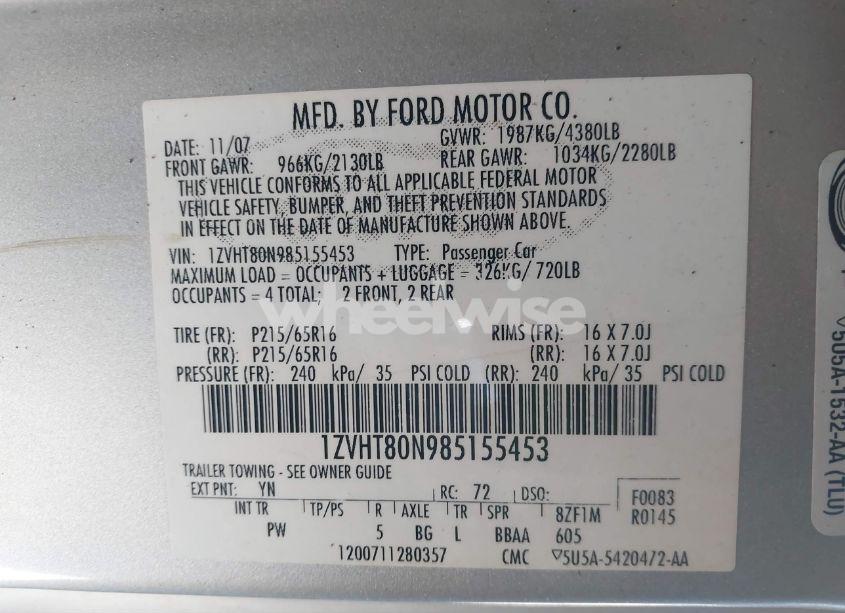 MFD. BY FORD MOTOR CO.
DATE: 11/07 GVWR: 1987KG/4380LB
FRONT GAWR: 966KG/2130LB REAR GAWR: 1034KG/2280LB
THIS VEHICLE CONFORMS TO ALL APPLICABLE FEDERAL MOTOR
VEHICLE SAFETY, BUMPER, AND THEFT PREVENTION STANDARDS
IN EFFECT ON THE DATE OF MANUFACTURE SHOWN ABOVE.
VIN: 1ZVHT80N985155453 TYPE: Passenger Car
MAXIMUM LOAD = OCCUPANTS + LUGGAGE = 326KG/ 720LB
OCCUPANTS = 4 TOTAL; 2 FRONT, 2 REAR
wheelwise
TIRE (FR): P215/65R16 RIMS (FR): 16 X 7.0J
(RR): P215/65R16 (RR): 16 X 7.0J
PRESSURE (FR): 240 kPa/ 35 PSI COLD (RR): 240 kPa/ 35 PSI COLD
1ZVHT80N985155453
TRAILER TOWING - SEE OWNER GUIDE
EXT PNT: YN RC: 72 DSO: F0083
INT TR TP/PS R AXLE TR SPR 8ZF1M R0145
PW 5 BG L BBAA 605
1200711280357 CMC ▽5U5A-5420472-AA
▽5U5A-1532-AA (TLU)